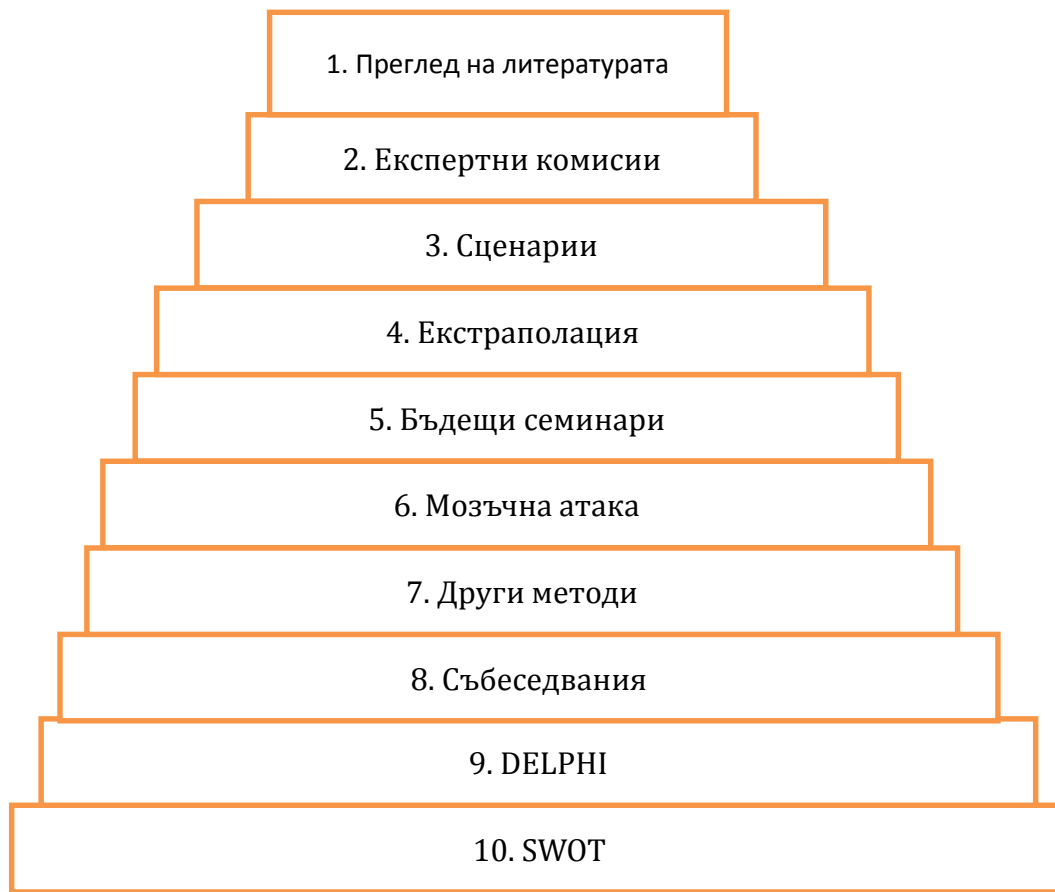 1. Преглед на литературата
2. Експертни комисии
3. Сценарии
4. Екстраполация
5. Бъдещи семинари
6. Мозъчна атака
7. Други методи
8. Събеседвания
9. DELPHI
10. SWOT